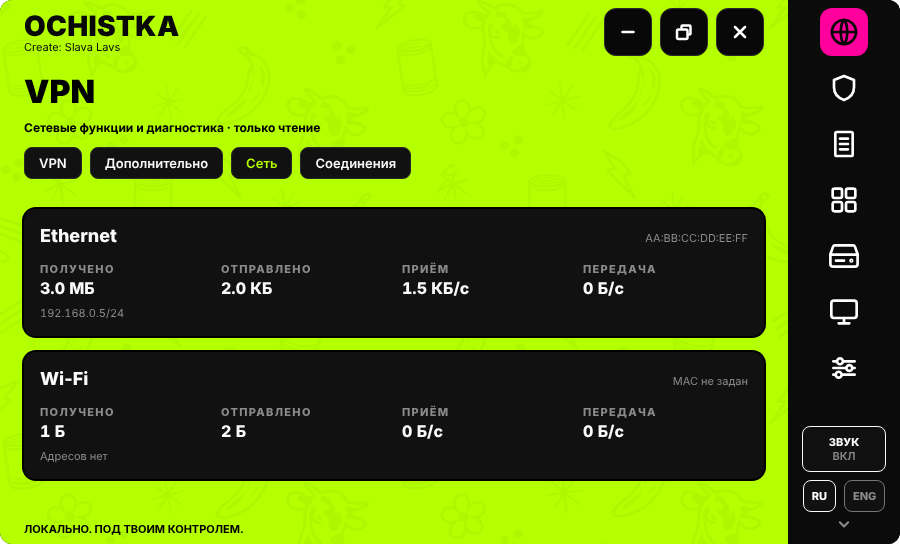 OCHISTKA
Create: Slava Lavs
VPN
Сетевые функции и диагностика · только чтение
VPN Дополнительно Сеть Соединения
Ethernet AA:BB:CC:DD:EE:FF
ПОЛУЧЕНО ОТПРАВЛЕНО ПРИЁМ ПЕРЕДАЧА
3.0 МБ 2.0 КБ 1.5 КБ/с 0 Б/с
192.168.0.5/24
Wi-Fi MAC не задан
ПОЛУЧЕНО ОТПРАВЛЕНО ПРИЁМ ПЕРЕДАЧА
1 Б 2 Б 0 Б/с 0 Б/с
Адресов нет
ЛОКАЛЬНО. ПОД ТВОИМ КОНТРОЛЕМ.
ЗВУК
ВКЛ
RU ENG